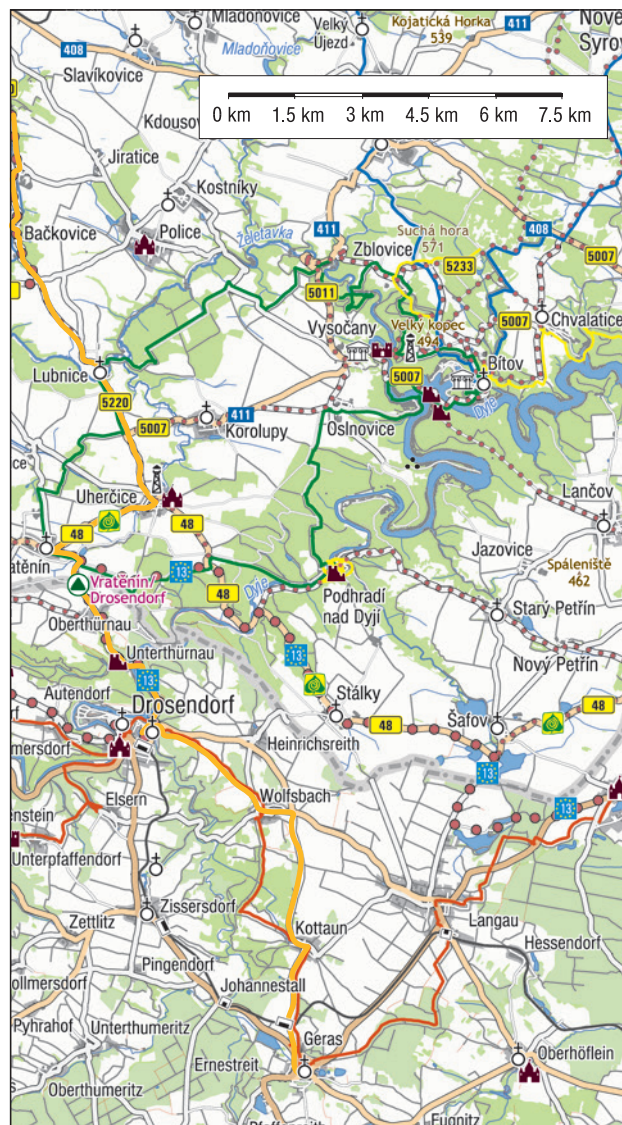 Mladoňovice
Kojatická Horka
539
411
Nové
Syrov
408
Slavíkovice
Mladoňovice
Velký
Újezd
0 km 1.5 km 3 km 4.5 km 6 km 7.5 km
Kdousov
Jiratice
Kostníky
Bačkovice
Police
Želetavka
411
Zblovice
Suchá hora
571
408
5233
5007
5011
5007
Chvalatice
Vysočany
Velký kopec
494
Lubnice
5007
Bítov
5220
Dyje
5007
411
Korolupy
Oslnovice
Uherčice
Lančov
48
48
Jazovice
Spáleniště
462
Vratěnín/
Drosendorf
13
48
Dyje
Podhradí
nad Dyjí
Starý Petřín
Oberthürnau
Unterthürnau
13
Nový Petřín
13
Autendorf
Stálky
Šafov
48
48
Drosendorf
Heinrichsreith
mmersdorf
13
13
Elsern
Wolfsbach
enstein
Unterpfaffendorf
Zettlitz
Zissersdorf
Langau
Kottaun
Hessendorf
Pingendorf
ollmersdorf
Johannestall
Pyhrahof
Unterthumeritz
Geras
Ernestreit
Oberhöflein
Oberthumeritz